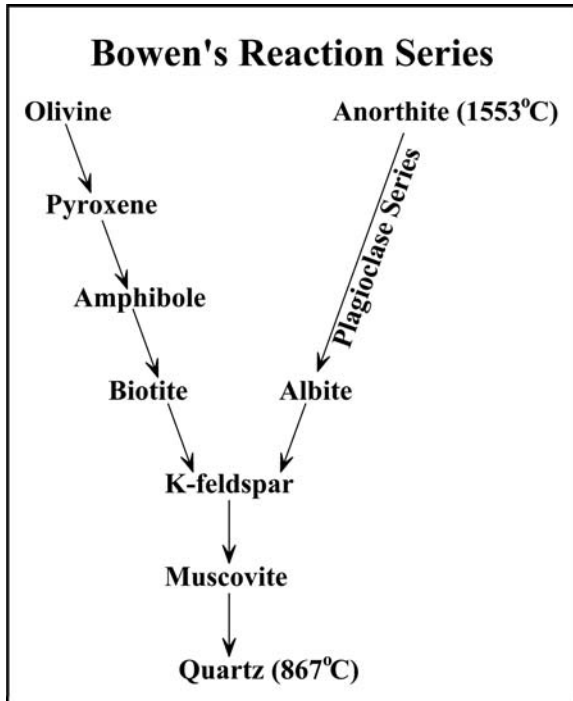 Bowen's Reaction Series
Olivine
Anorthite (1553°C)
Pyroxene
Plagioclase Series
Amphibole
Biotite
Albite
K-feldspar
Muscovite
Quartz (867°C)